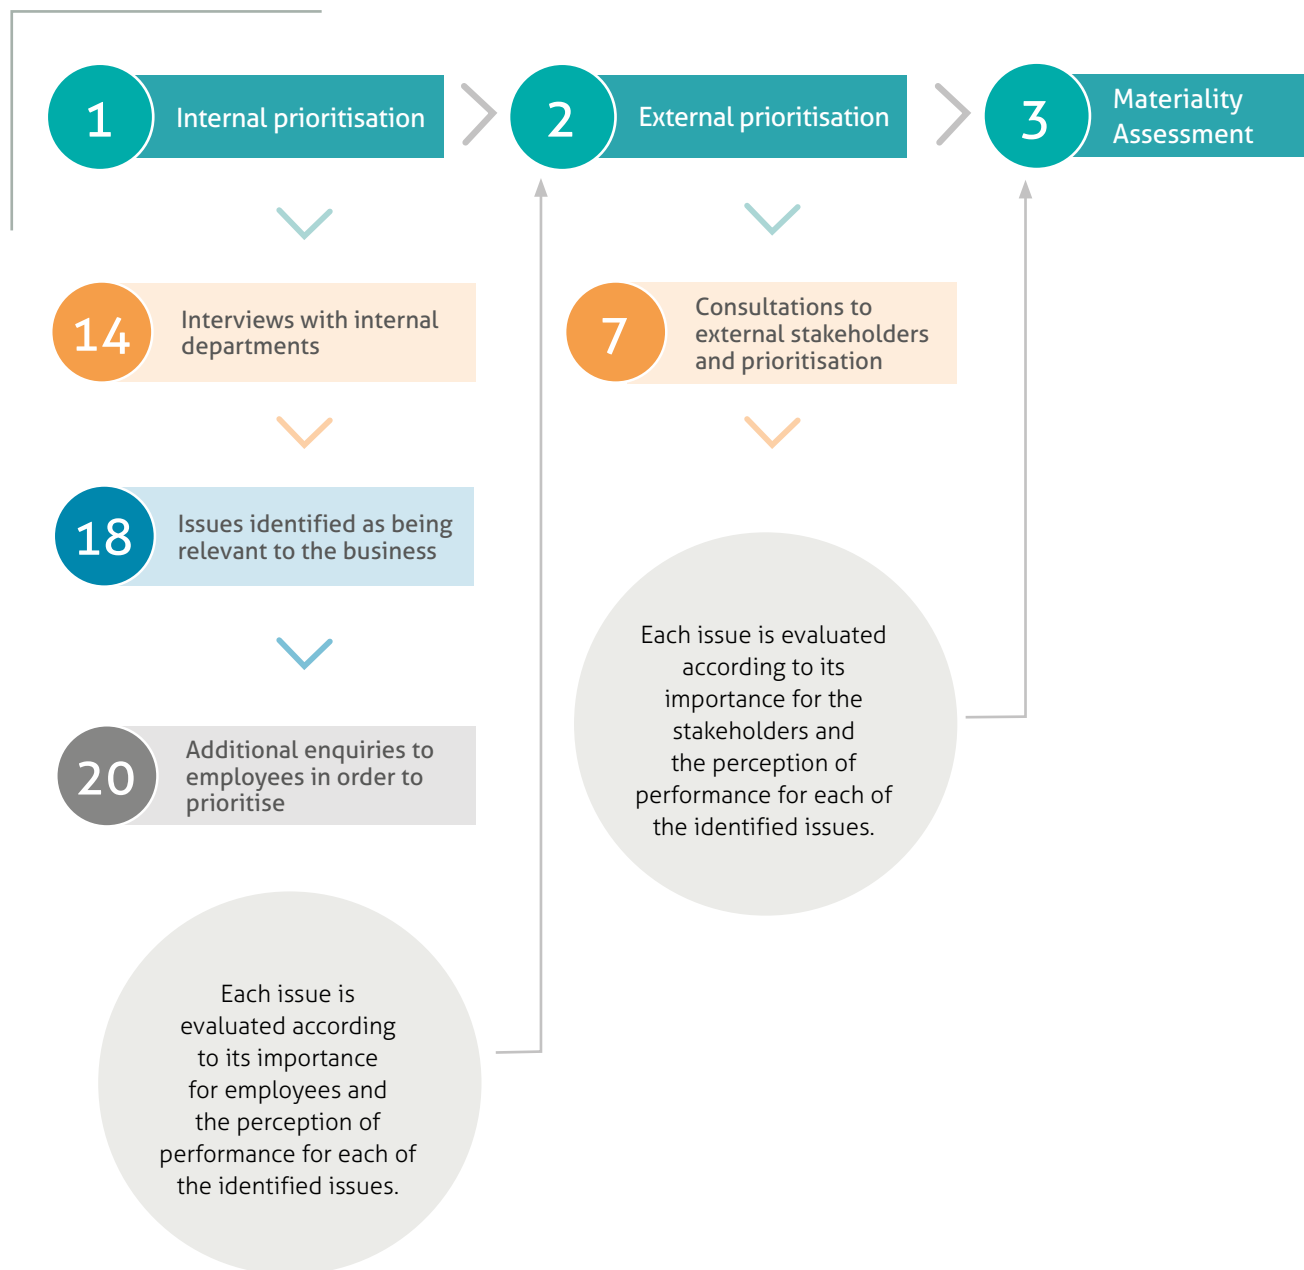 1
Internal prioritisation
2
External prioritisation
3
Materiality
Assessment
14
Interviews with internal
departments
18
Issues identified as being
relevant to the business
20
Additional enquiries to
employees in order to
prioritise
Each issue is
evaluated according
to its importance
for employees and
the perception of
performance for each of
the identified issues.
7
Consultations to
external stakeholders
and prioritisation
Each issue is evaluated
according to its
importance for the
stakeholders and
the perception of
performance for each of
the identified issues.